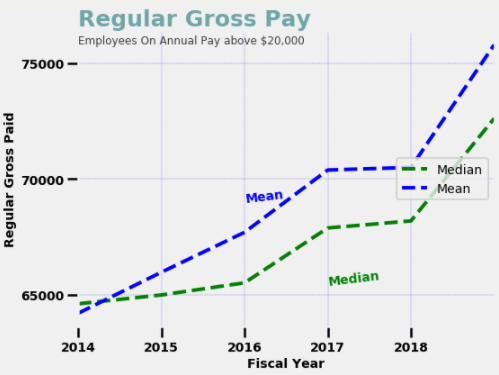 Regular Gross Pay
Employees On Annual Pay above $20,000
75000
70000
65000
Regular Gross Paid
Mean
Median
Median
Mean
2014 2015 2016 2017 2018
Fiscal Year